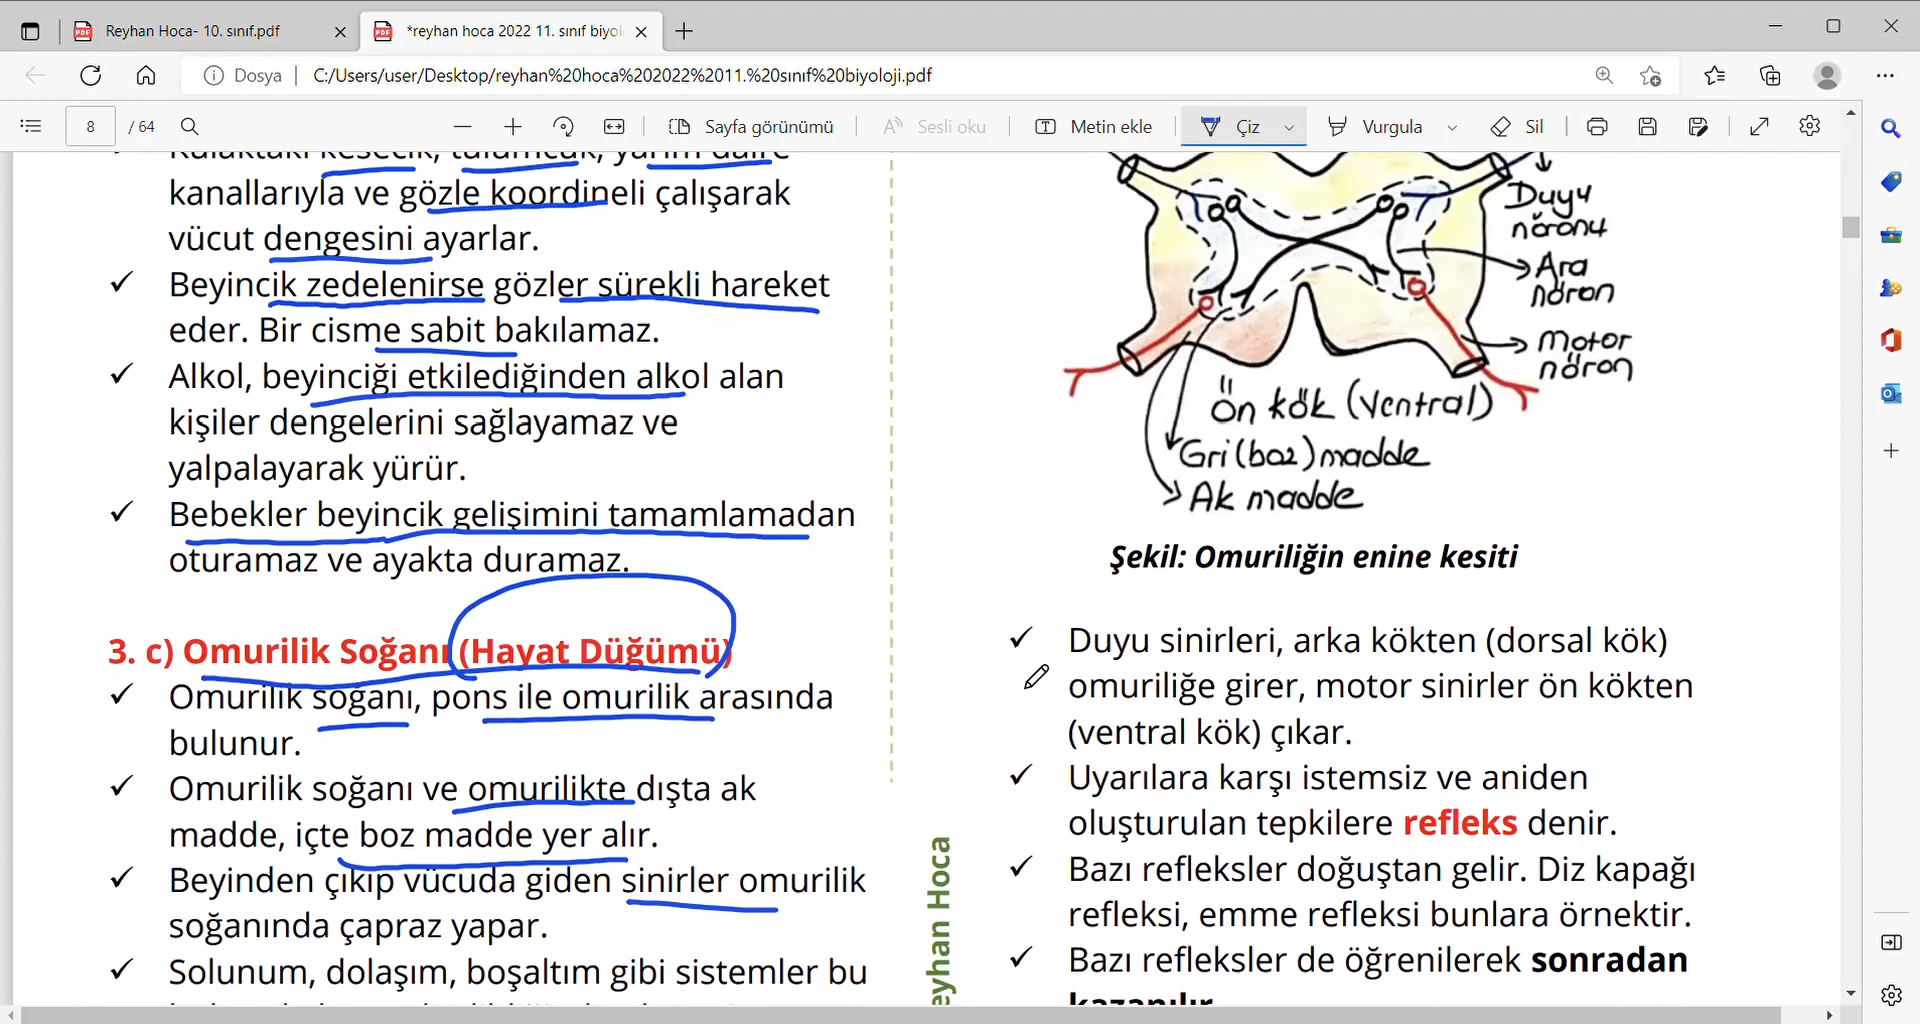 Reyhan Hoca- 10. sınıf.pdf
*reyhan hoca 2022 11. sınıf biyol
Dosya
C:/Users/user/Desktop/reyhan%20hoca%202022%2011.%20sınıf%20biyoloji.pdf
8 / 64
Sayfa görünümü
Sesli oku
Metin ekle
Çiz
Vurgula
Sil
Kulaktaki kesecik, tulumcuk, yarım daire
kanallarıyla ve gözle koordineli çalışarak
vücut dengesini ayarlar.
✓ Beyincik zedelenirse gözler sürekli hareket
eder. Bir cisme sabit bakılamaz.
✓ Alkol, beyinciği etkilediğinden alkol alan
kişiler dengelerini sağlayamaz ve
yalpalayarak yürür.
✓ Bebekler beyincik gelişimini tamamlamadan
oturamaz ve ayakta duramaz.
3. c) Omurilik Soğanı (Hayat Düğümü)
✓ Omurilik soğanı, pons ile omurilik arasında
bulunur.
✓ Omurilik soğanı ve omurilikte dışta ak
madde, içte boz madde yer alır.
✓ Beyinden çıkıp vücuda giden sinirler omurilik
soğanında çapraz yapar.
✓ Solunum, dolaşım, boşaltım gibi sistemler bu
Duyu
nöronu
Ara
nöron
Motor
nöron
Ön kök (Ventral)
Gri (boz) madde
Ak madde
Şekil: Omuriliğin enine kesiti
✓ Duyu sinirleri, arka kökten (dorsal kök)
omuriliğe girer, motor sinirler ön kökten
(ventral kök) çıkar.
✓ Uyarılara karşı istemsiz ve aniden
oluşturulan tepkilere refleks denir.
✓ Bazı refleksler doğuştan gelir. Diz kapağı
refleksi, emme refleksi bunlara örnektir.
✓ Bazı refleksler de öğrenilerek sonradan
kazanılır
eyhan Hoca